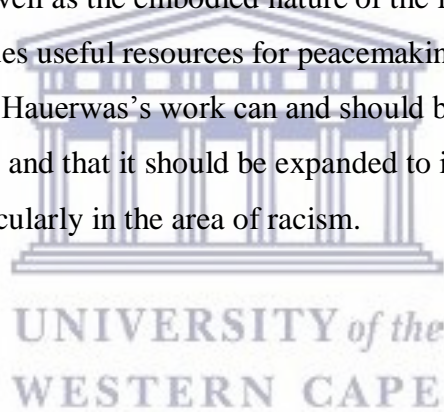 well as the embodied nature of the
es useful resources for peacemakin
Hauerwas’s work can and should b
and that it should be expanded to i
cularly in the area of racism.
UNIVERSITY of the
WESTERN CAPE